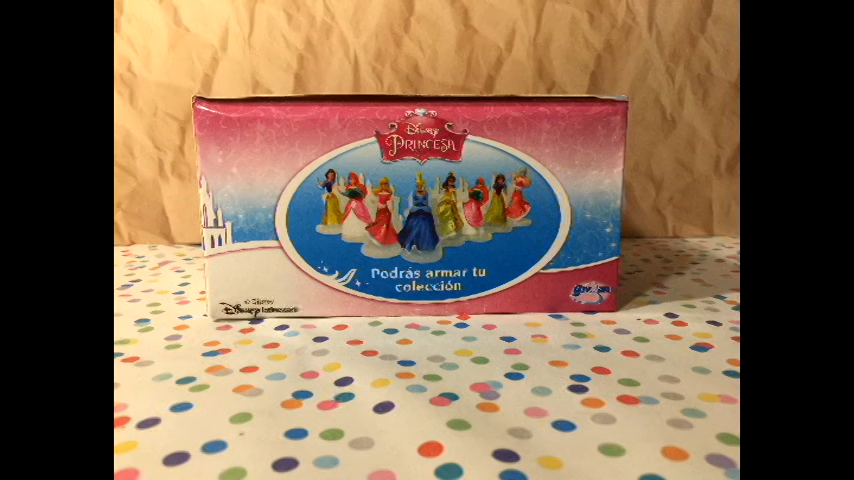 Disney
PRINCESA
Podrás armar tu
colección
© Disney